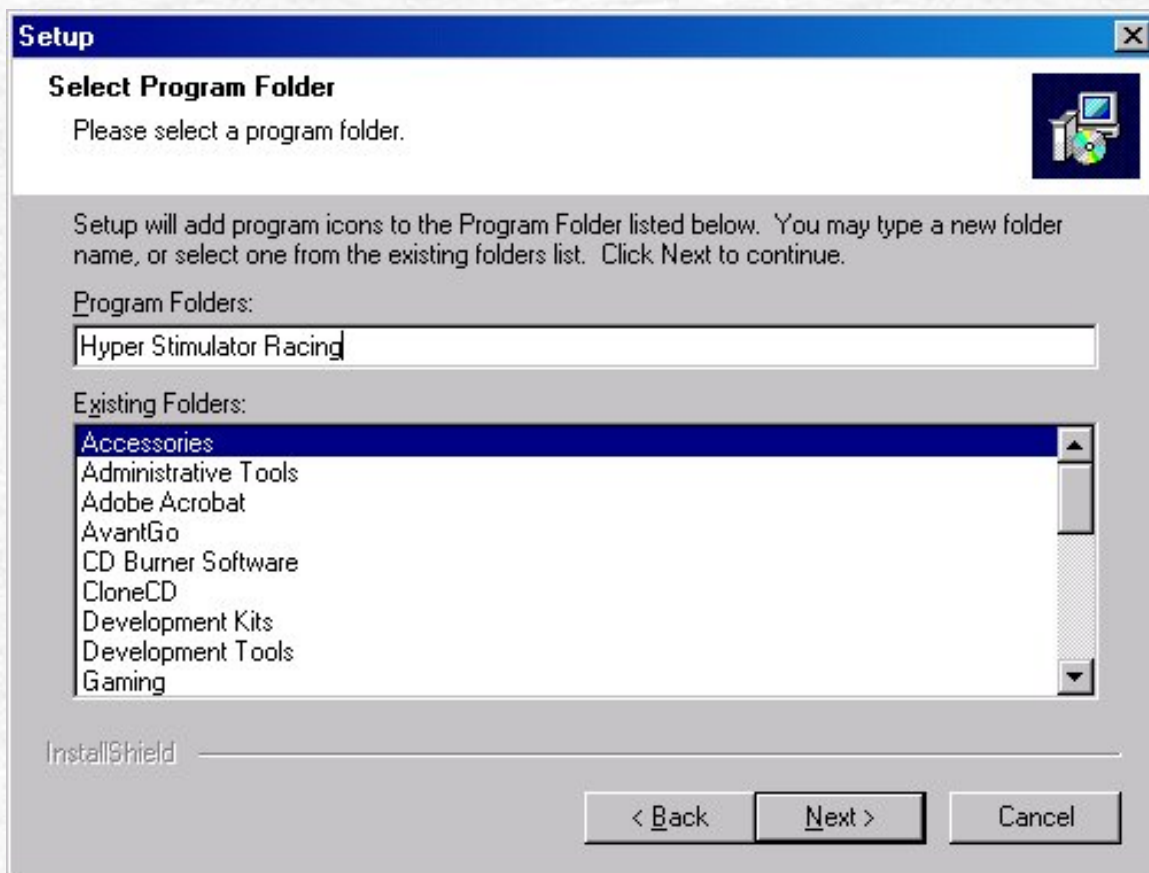 Setup
Select Program Folder
Please select a program folder.
Setup will add program icons to the Program Folder listed below. You may type a new folder
name, or select one from the existing folders list. Click Next to continue.
Program Folders:
Hyper Stimulator Racing
Existing Folders:
Accessories
Administrative Tools
Adobe Acrobat
AvantGo
CD Burner Software
CloneCD
Development Kits
Development Tools
Gaming
InstallShield
< Back Next > Cancel